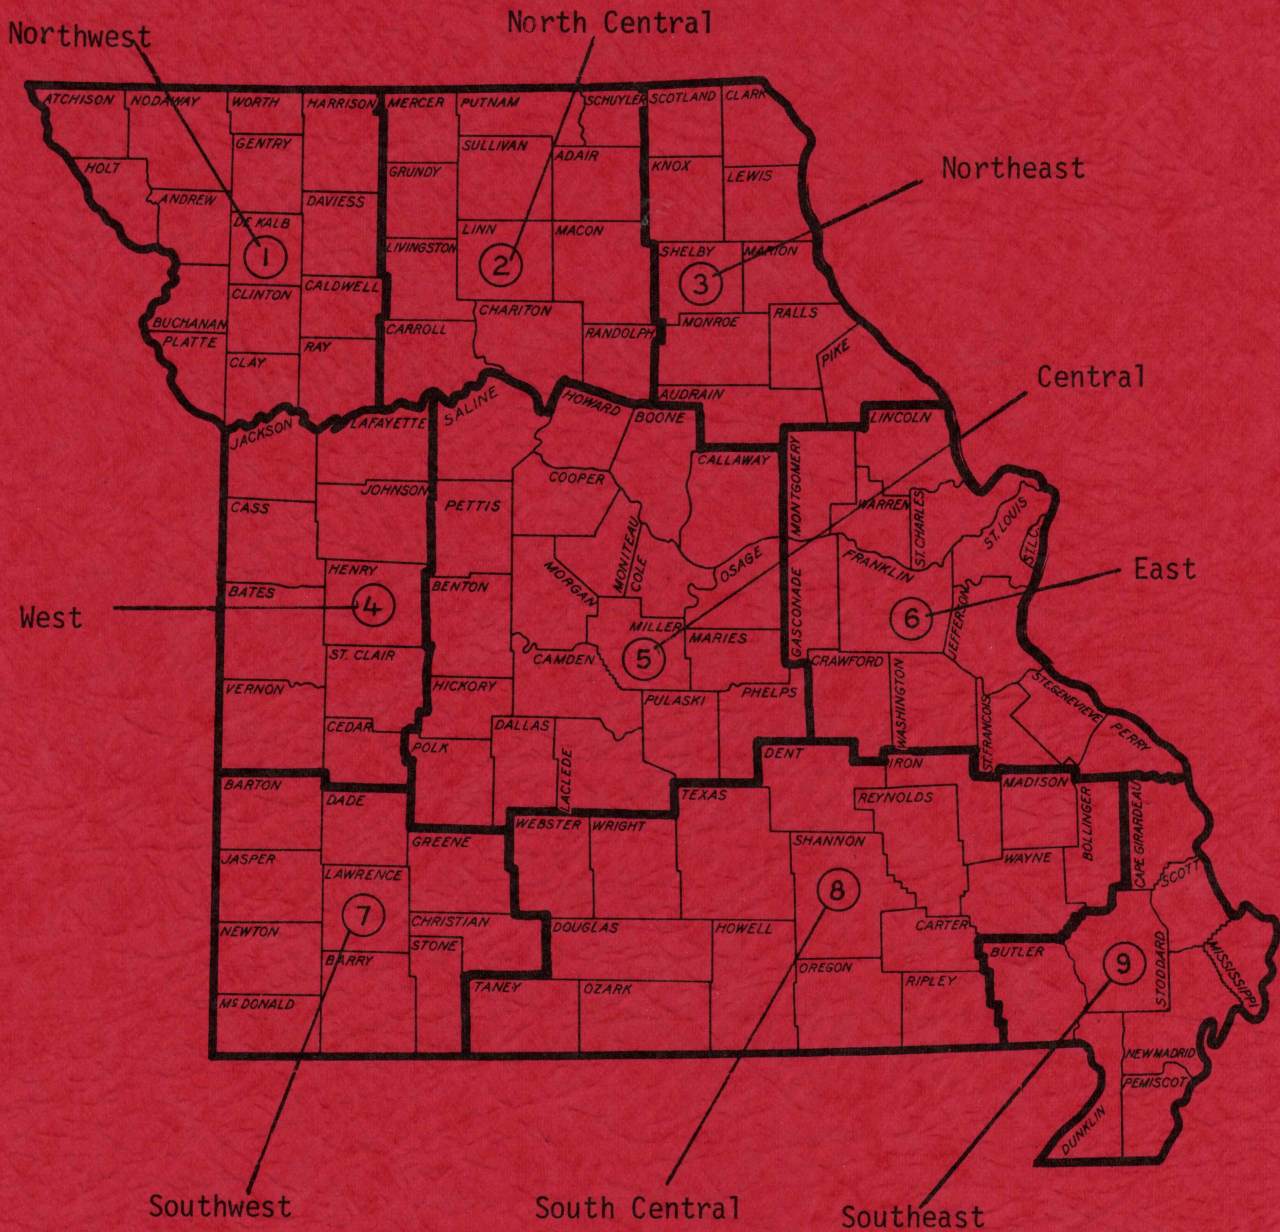 North Central
Northwest
ATCHISON NODAWAY WORTH HARRISON MERCER PUTNAM SCHUYLER SCOTLAND CLARK
GENTRY SULLIVAN ADAIR
HOLT GRUNDY KNOX LEWIS
Northeast
ANDREW DAVIESS
DE KALB LINN MACON
LIVINGSTON SHELBY MARION
1 2 3
CLINTON CALDWELL
CHARITON RALLS
BUCHANAN CARROLL RANDOLPH MONROE
PLATTE RAY PIKE
CLAY
Central
SALINE HOWARD AUDRAIN
JACKSON LAFAYETTE BOONE LINCOLN
CALLAWAY MONTGOMERY
JOHNSON COOPER
CASS PETTIS WARREN ST. CHARLES ST. LOUIS
MONITEAU
ST.L.C.
MORGAN COLE OSAGE FRANKLIN
HENRY East
BATES BENTON
West 4 GASCONADE 6 JEFFERSON
MILLER MARIES
ST. CLAIR CAMDEN 5 CRAWFORD WASHINGTON
VERNON HICKORY PULASKI PHELPS STE.GENEVIEVE
CEDAR DALLAS ST.FRANCOIS PERRY
POLK LACLEDE DENT IRON
BARTON DADE TEXAS REYNOLDS MADISON BOLLINGER CAPE GIRARDEAU
WEBSTER WRIGHT
GREENE SHANNON
JASPER LAWRENCE WAYNE SCOTT
7 8
CHRISTIAN
NEWTON DOUGLAS HOWELL CARTER
STONE BUTLER STODDARD MISSISSIPPI
BARRY OREGON 9
TANEY OZARK RIPLEY
Mc DONALD
NEW MADRID
PEMISCOT
DUNKLIN
Southwest
South Central
Southeast